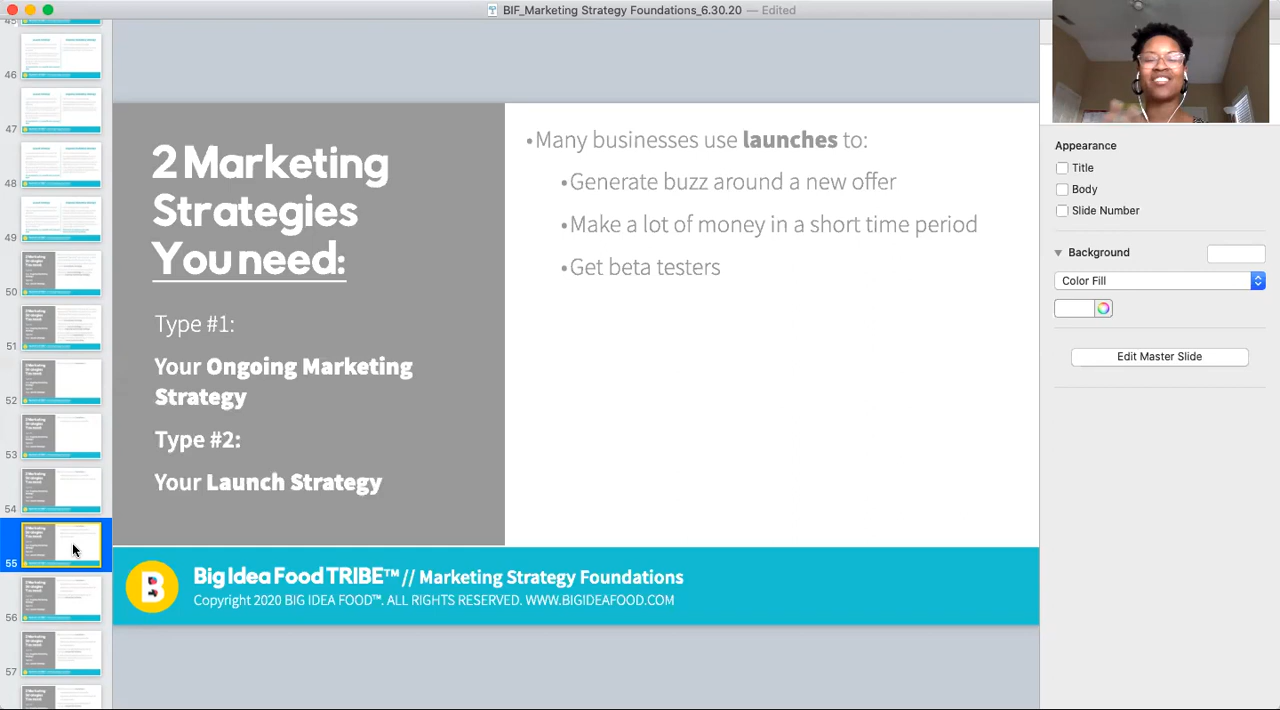 BIF_Marketing Strategy Foundations_6.30.20 — Edited
45
46
47
48
49
50
51
52
53
54
55
56
57
2 Marketing
Strategies
You need:
Type #1:
Your Ongoing Marketing
Strategy
Type #2:
Your Launch Strategy
•Many businesses use launches to:
•Generate buzz around a new offer
•Make a lot of money in a short time period
•Get beta testers
B
Big Idea Food TRIBE™ // Marketing Strategy Foundations
Copyright 2020 BIG IDEA FOOD™ ALL RIGHTS RESERVED. WWW.BIGIDEAFOOD.COM
Appearance
Title
Body
Slide Number
Background
Color Fill
Edit Master Slide